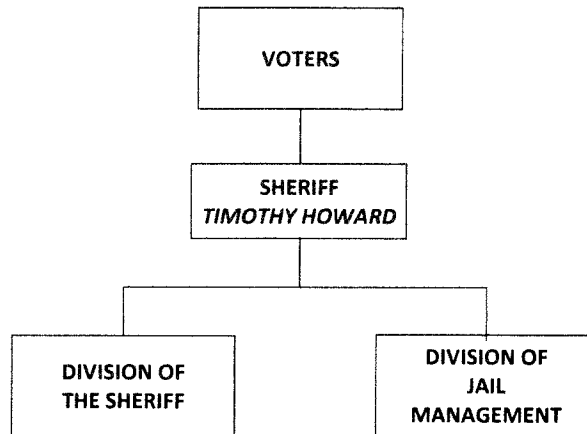 VOTERS
SHERIFF
TIMOTHY HOWARD
DIVISION OF
THE SHERIFF
DIVISION OF
JAIL
MANAGEMENT